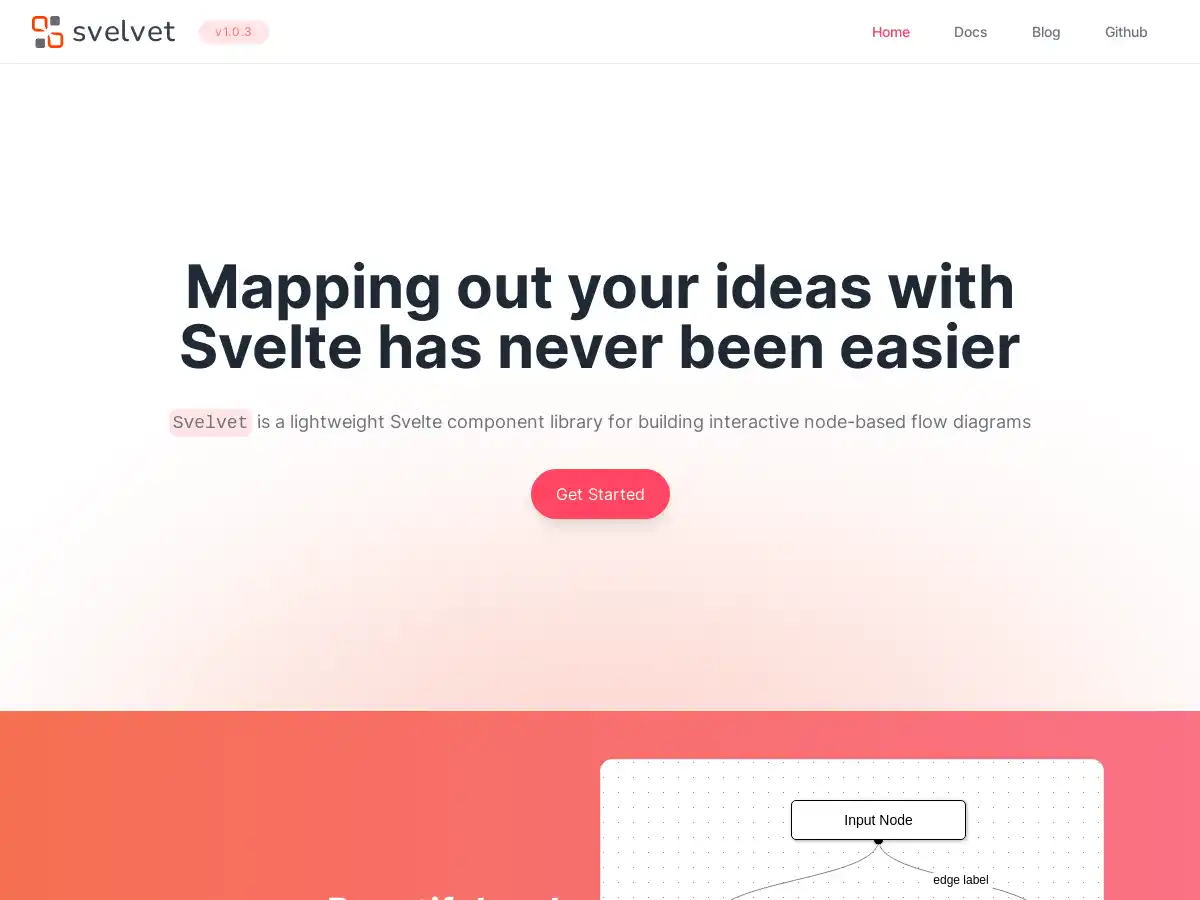 svelvet
v1.0.3
Home
Docs
Blog
Github
Mapping out your ideas with
Svelte has never been easier
Svelvet is a lightweight Svelte component library for building interactive node-based flow diagrams
Get Started
Input Node
edge label